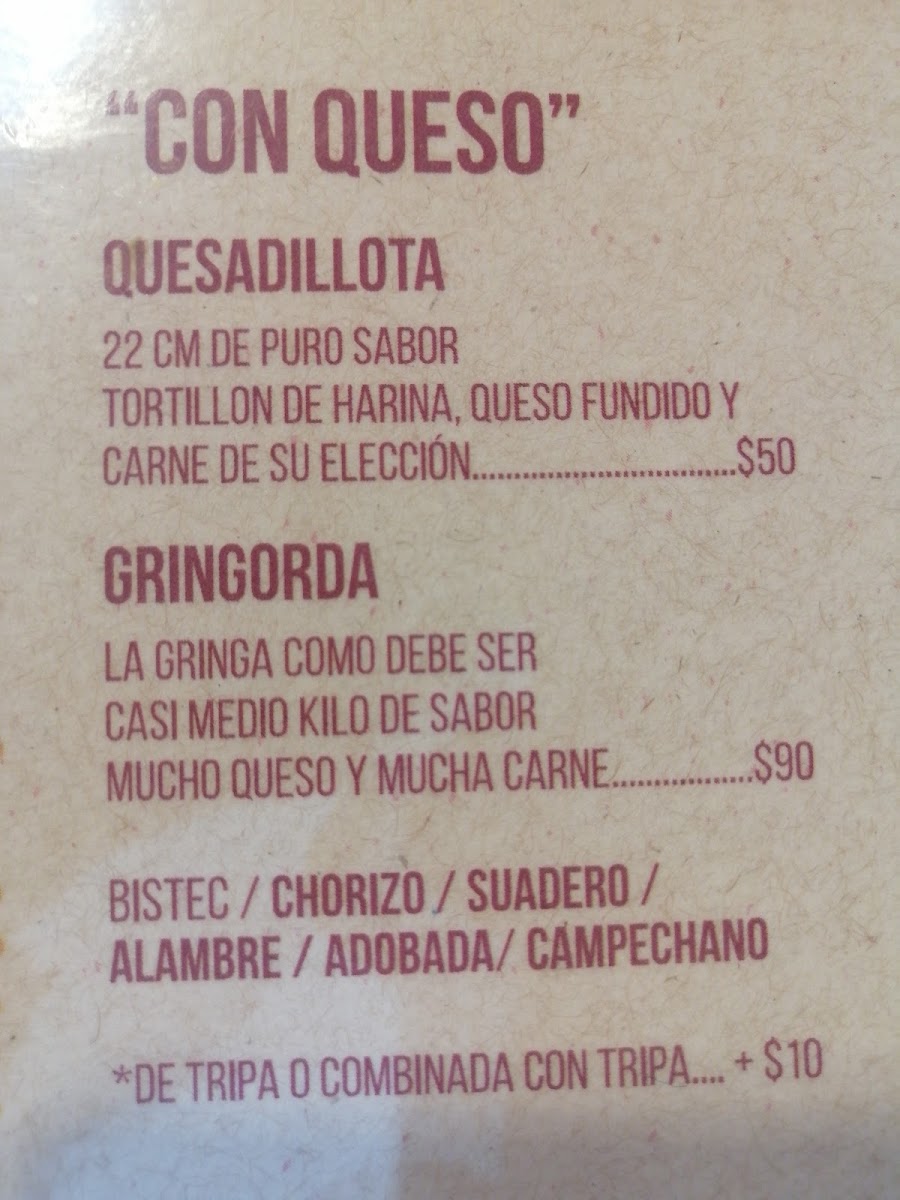 “CON QUESO”
QUESADILLOTA
22 CM DE PURO SABOR
TORTILLON DE HARINA, QUESO FUNDIDO Y
CARNE DE SU ELECCIÓN..............................$50
GRINGORDA
LA GRINGA COMO DEBE SER
CASI MEDIO KILO DE SABOR
MUCHO QUESO Y MUCHA CARNE.................$90
BISTEC / CHORIZO / SUADERO /
ALAMBRE / ADOBADA/ CAMPECHANO
*DE TRIPA O COMBINADA CON TRIPA.... + $10